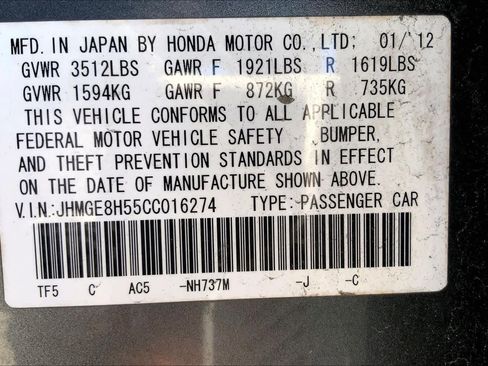 MFD. IN JAPAN BY HONDA MOTOR CO., LTD; 01/ 12
GVWR 3512LBS GAWR F 1921LBS R 1619LBS
GVWR 1594KG GAWR F 872KG R 735KG
THIS VEHICLE CONFORMS TO ALL APPLICABLE
FEDERAL MOTOR VEHICLE SAFETY, BUMPER,
AND THEFT PREVENTION STANDARDS IN EFFECT
ON THE DATE OF MANUFACTURE SHOWN ABOVE.
V.I.N:JHMGE8H55CC016274 TYPE:PASSENGER CAR
TF5 C AC5 -NH737M -J -C